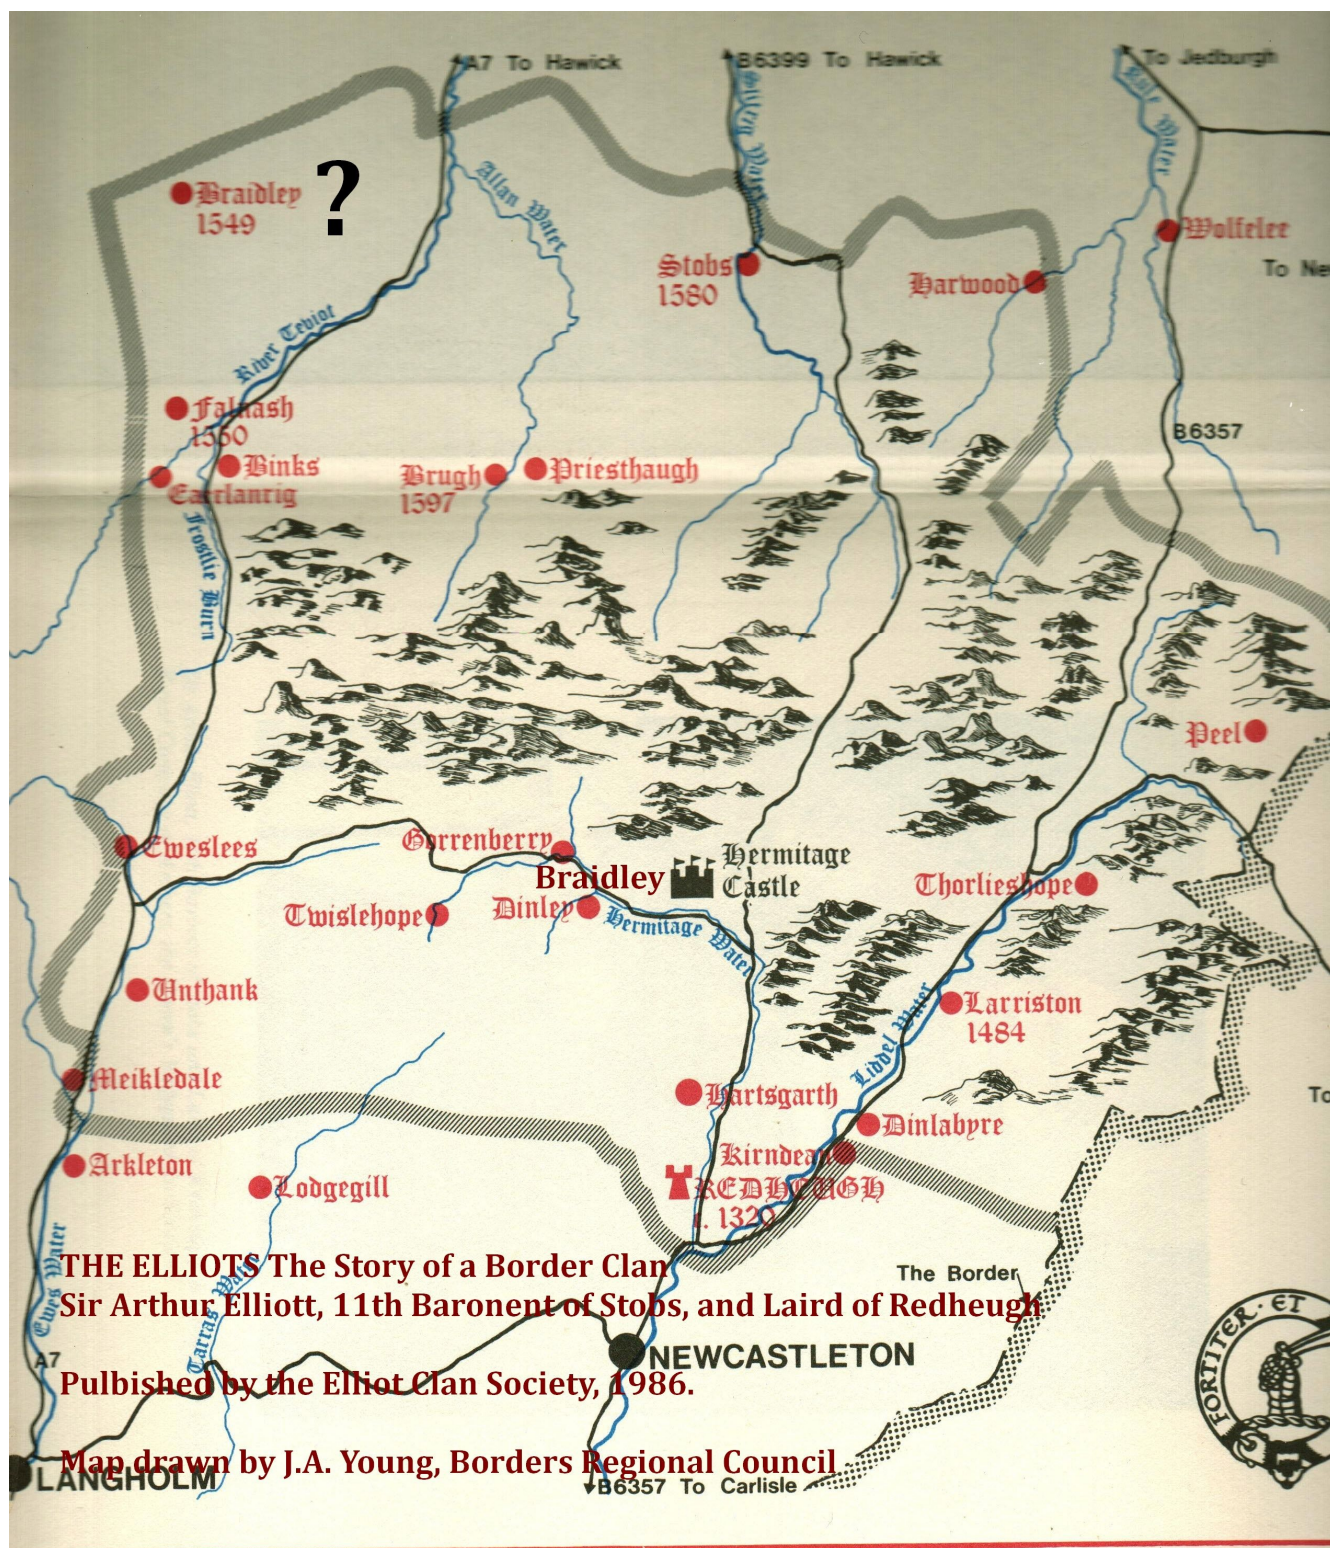 A7 To Hawick
B6399 To Hawick
To Jedburgh
Slitrig Water
Rule Water
Allan Water
?
Braidley
1549
Wolfelee
Stobs
1580
To Ne
Harwood
River Teviot
Falnash
1550
B6357
Binks
Priesthaugh
Brugh
1597
Earrlanrig
Frostlie Burn
Peel
Eweslees
Gorrenberry
Hermitage
Castle
Braidley
Thorlieshope
Twislehope
Dinley
Hermitage Water
Unthank
Larriston
1484
Liddel Water
Meikledale
Hartsgarth
To
Dinlabyre
Kirndean
Arkleton
Lodgegill
REDHEUGH
c. 1320
Ewes Water
THE ELLIOTS The Story of a Border Clan
The Border
Sir Arthur Elliott, 11th Baronent of Stobs, and Laird of Redheugh
Tarras Water
FORTITER · ET
A7
NEWCASTLETON
Pulbished by the Elliot Clan Society, 1986.
Map drawn by J.A. Young, Borders Regional Council
LANGHOLM
B6357 To Carlisle